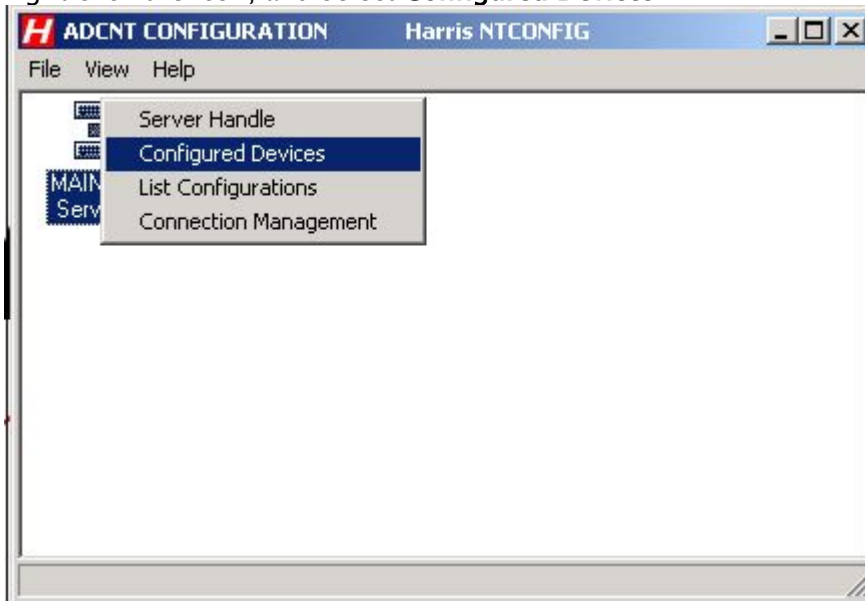 ADCNT CONFIGURATION Harris NTCONFIG
File View Help
Server Handle
Configured Devices
List Configurations
Connection Management
MAIN
Serv